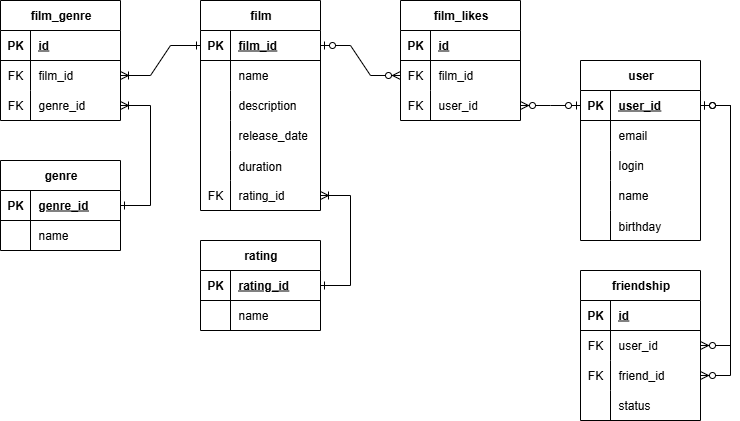 film_genre
PK id
FK film_id
FK genre_id
genre
PK genre_id
name
film
PK film_id
name
description
release_date
duration
FK rating_id
rating
PK rating_id
name
film_likes
PK id
FK film_id
FK user_id
user
PK user_id
email
login
name
birthday
friendship
PK id
FK user_id
FK friend_id
status